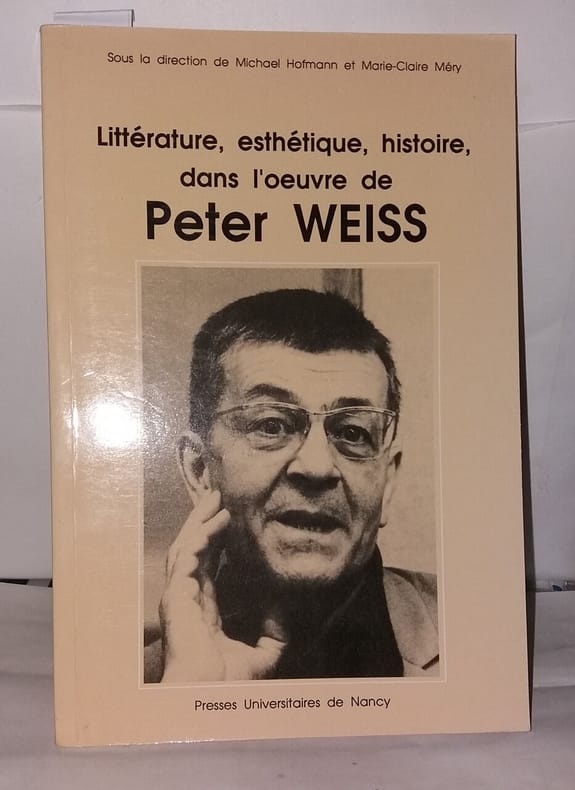 Sous la direction de Michael Hofmann et Marie-Claire Méry
Littérature, esthétique, histoire,
dans l'oeuvre de
Peter WEISS
Presses Universitaires de Nancy